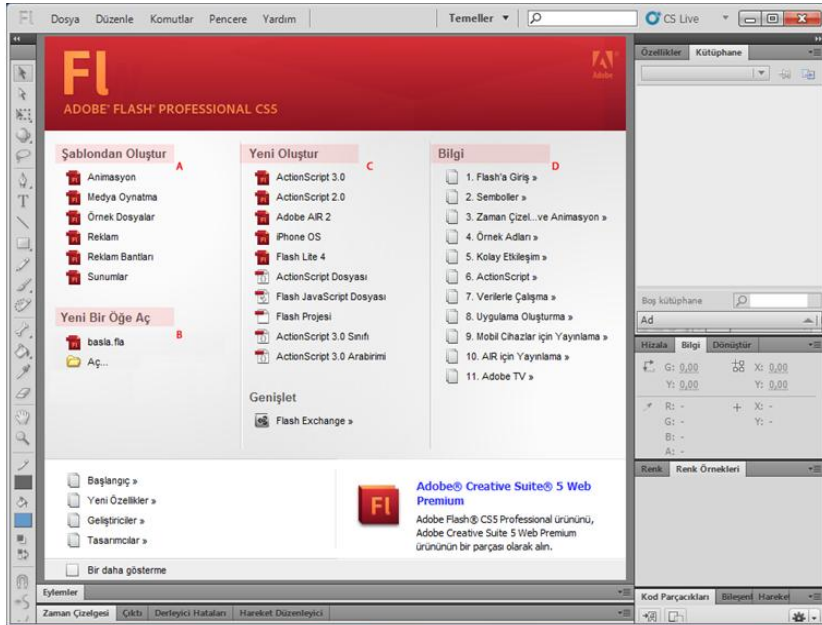 Fl Dosya Düzenle Komutlar Pencere Yardım Temeller CS Live
Fl
Adobe
ADOBE® FLASH® PROFESSIONAL CS5
Şablondan Oluştur
A
Animasyon
Medya Oynatma
Örnek Dosyalar
Reklam
Reklam Bantları
Sunumlar
Yeni Bir Öğe Aç
B
basla.fla
Aç...
Yeni Oluştur
C
ActionScript 3.0
ActionScript 2.0
Adobe AIR 2
iPhone OS
Flash Lite 4
ActionScript Dosyası
Flash JavaScript Dosyası
Flash Projesi
ActionScript 3.0 Sınıfı
ActionScript 3.0 Arabirimi
Genişlet
Flash Exchange »
Bilgi
D
1. Flash'a Giriş »
2. Semboller »
3. Zaman Çizel...ve Animasyon »
4. Örnek Adları »
5. Kolay Etkileşim »
6. ActionScript »
7. Verilerle Çalışma »
8. Uygulama Oluşturma »
9. Mobil Cihazlar için Yayınlama »
10. AIR için Yayınlama »
11. Adobe TV »
Başlangıç »
Yeni Özellikler »
Geliştiriciler »
Tasarımcılar »
Fl
Adobe® Creative Suite® 5 Web
Premium
Adobe Flash® CS5 Professional ürününü,
Adobe Creative Suite 5 Web Premium
ürününün bir parçası olarak alın.
Bir daha gösterme
Eylemler
Zaman Çizelgesi Çıktı Derleyici Hataları Hareket Düzenleyici
Özellikler Kütüphane
Boş kütüphane
Ad
Hizala Bilgi Dönüştür
G: 0,00 X: 0,00
Y: 0,00 Y: 0,00
R: - X: -
G: - Y: -
B: -
A: -
Renk Renk Örnekleri
Kod Parçacıkları Bileşenl Hareket